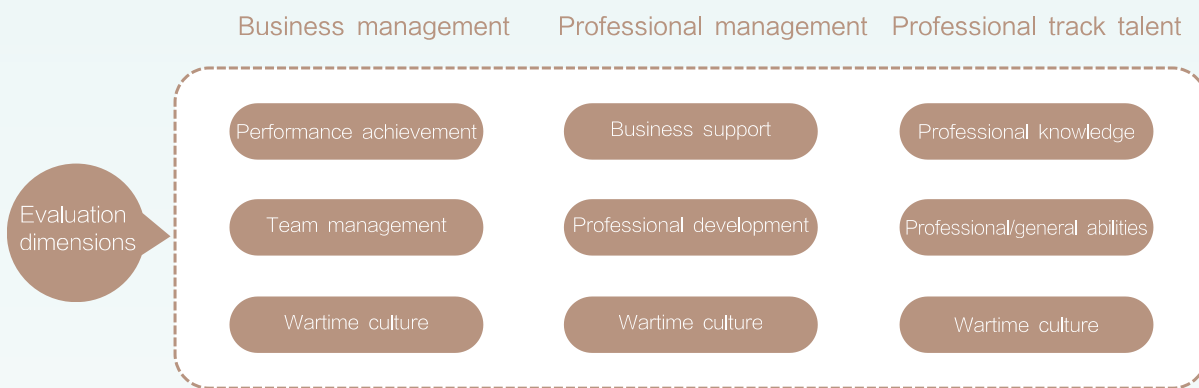 Business management
Professional management
Professional track talent
Performance achievement
Business support
Professional knowledge
Evaluation
dimensions
Team management
Professional development
Professional/general abilities
Wartime culture
Wartime culture
Wartime culture